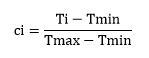 ci = (Ti − Tmin) / (Tmax − Tmin)